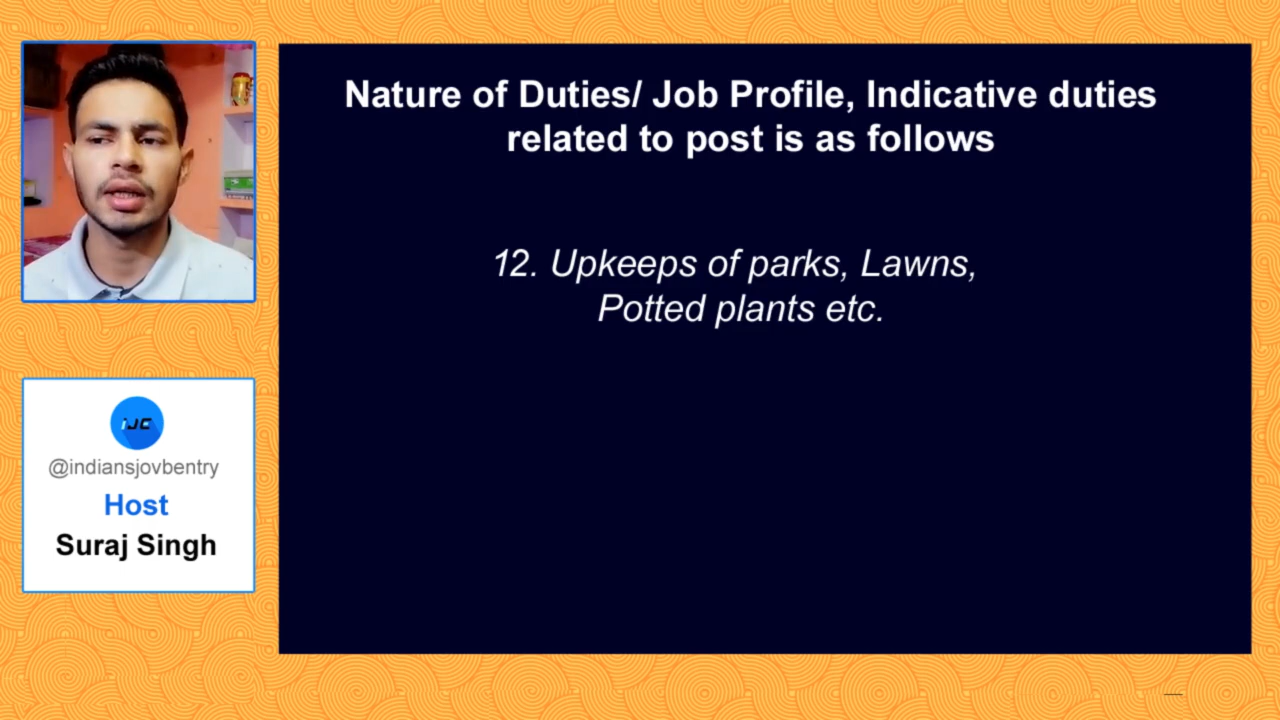 Nature of Duties/ Job Profile, Indicative duties
related to post is as follows
12. Upkeeps of parks, Lawns,
Potted plants etc.
iJC
@indiansjovbentry
Host
Suraj Singh